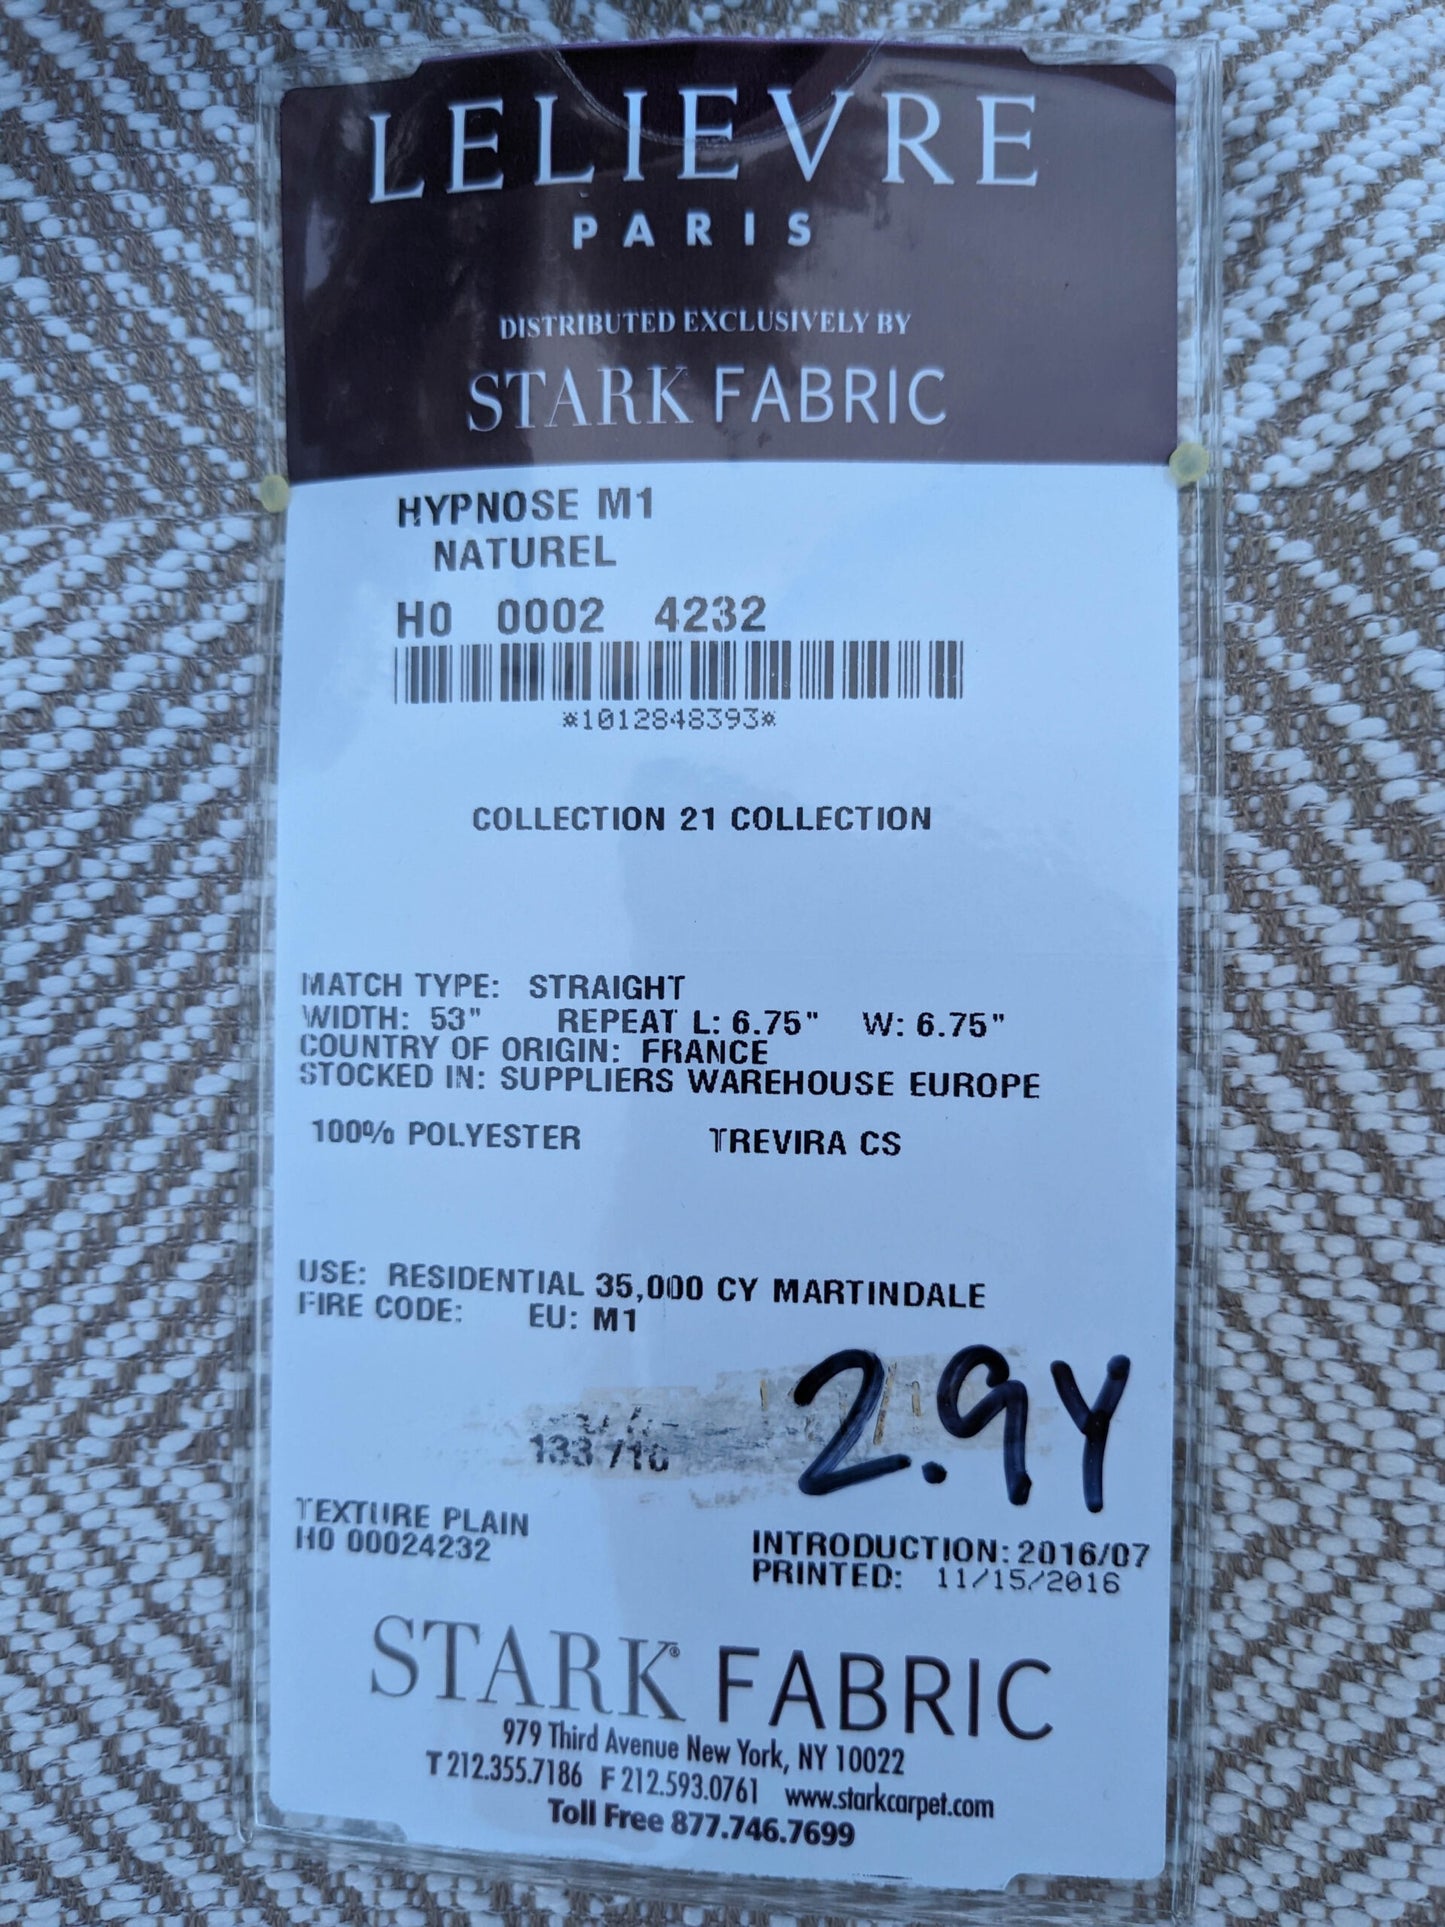 LELIEVRE
PARIS
DISTRIBUTED EXCLUSIVELY BY
STARK FABRIC
HYPNOSE M1
NATUREL
H0 0002 4232
*1012848393*
COLLECTION 21 COLLECTION
MATCH TYPE: STRAIGHT
WIDTH: 53" REPEAT L: 6.75" W: 6.75"
COUNTRY OF ORIGIN: FRANCE
STOCKED IN: SUPPLIERS WAREHOUSE EUROPE
100% POLYESTER TREVIRA CS
USE: RESIDENTIAL 35,000 CY MARTINDALE
FIRE CODE: EU: M1
2.9Y
TEXTURE PLAIN
H0 00024232
INTRODUCTION: 2016/07
PRINTED: 11/15/2016
STARK® FABRIC
979 Third Avenue New York, NY 10022
T 212.355.7186 F 212.593.0761 www.starkcarpet.com
Toll Free 877.746.7699